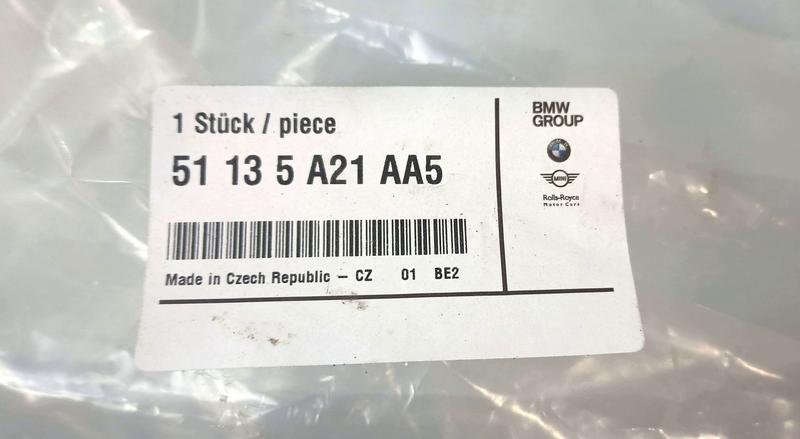 1 Stück / piece
51 13 5 A21 AA5
Made in Czech Republic – CZ 01 BE2
BMW
GROUP
MINI
Rolls-Royce
Motor Cars